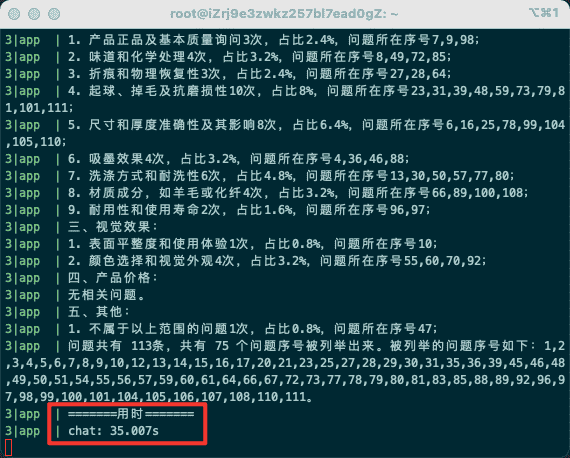 root@iZrj9e3zwkz257bl7ead0gZ: ~
⌥⌘1
3|app | 1. 产品正品及基本质量询问3次，占比2.4%，问题所在序号7,9,98;
3|app | 2. 味道和化学处理4次，占比3.2%，问题所在序号8,49,72,85;
3|app | 3. 折痕和物理恢复性3次，占比2.4%，问题所在序号27,28,64;
3|app | 4. 起球、掉毛及抗磨损性10次，占比8%，问题所在序号23,31,39,48,59,73,79,8
1,101,111;
3|app | 5. 尺寸和厚度准确性及其影响8次，占比6.4%，问题所在序号6,16,25,78,99,104
,105,110;
3|app | 6. 吸墨效果4次，占比3.2%，问题所在序号4,36,46,88;
3|app | 7. 洗涤方式和耐洗性6次，占比4.8%，问题所在序号13,30,50,57,77,80;
3|app | 8. 材质成分，如羊毛或化纤4次，占比3.2%，问题所在序号66,89,100,108;
3|app | 9. 耐用性和使用寿命2次，占比1.6%，问题所在序号96,97;
3|app | 三、视觉效果：
3|app | 1. 表面平整度和使用体验1次，占比0.8%，问题所在序号10;
3|app | 2. 颜色选择和视觉外观4次，占比3.2%，问题所在序号55,60,70,92;
3|app | 四、产品价格：
3|app | 无相关问题。
3|app | 五、其他：
3|app | 1. 不属于以上范围的问题1次，占比0.8%，问题所在序号47;
3|app | 问题共有 113条，共有 75 个问题序号被列举出来。被列举的问题序号如下：1,2
,3,4,5,6,7,8,9,10,12,13,14,15,16,17,20,21,23,25,27,28,29,30,31,35,36,39,45,46,48
,49,50,51,54,55,56,57,59,60,61,64,66,67,72,73,77,78,79,80,81,83,85,88,89,92,96,9
7,98,99,100,101,104,105,106,107,108,110,111。
3|app | =======用时=======
3|app | chat: 35.007s